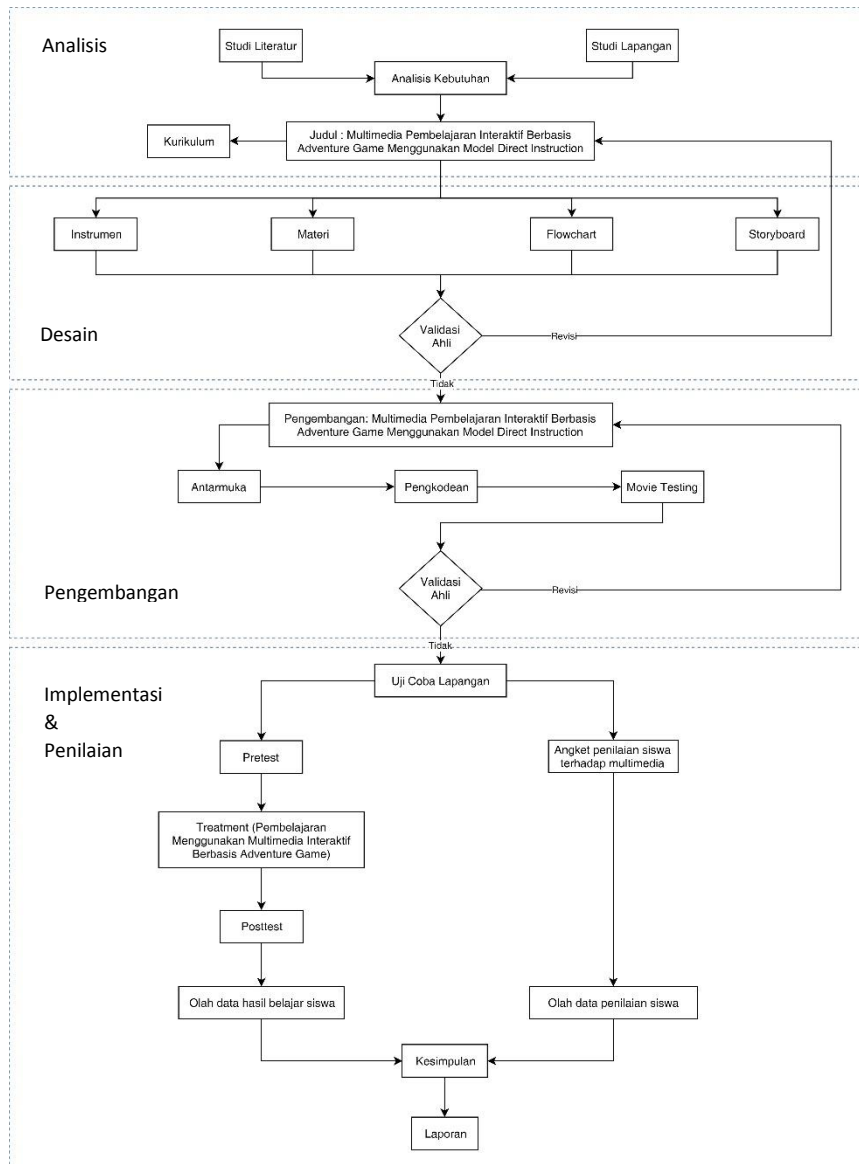 Analisis
Studi Literatur
Studi Lapangan
Analisis Kebutuhan
Kurikulum
Judul : Multimedia Pembelajaran Interaktif Berbasis
Adventure Game Menggunakan Model Direct Instruction
Instrumen
Materi
Flowchart
Storyboard
Desain
Validasi
Ahli
Revisi
Tidak
Pengembangan: Multimedia Pembelajaran Interaktif Berbasis
Adventure Game Menggunakan Model Direct Instruction
Antarmuka
Pengkodean
Movie Testing
Pengembangan
Validasi
Ahli
Revisi
Tidak
Implementasi
&
Penilaian
Uji Coba Lapangan
Pretest
Angket penilaian siswa
terhadap multimedia
Treatment (Pembelajaran
Menggunakan Multimedia Interaktif
Berbasis Adventure Game)
Posttest
Olah data hasil belajar siswa
Olah data penilaian siswa
Kesimpulan
Laporan